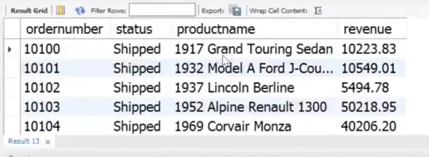 Result Grid Filter Rows: Export: Wrap Cell Content:
ordernumber status productname revenue
10100 Shipped 1917 Grand Touring Sedan 10223.83
10101 Shipped 1932 Model A Ford J-Cou... 10549.01
10102 Shipped 1937 Lincoln Berline 5494.78
10103 Shipped 1952 Alpine Renault 1300 50218.95
10104 Shipped 1969 Corvair Monza 40206.20
Result 13 x